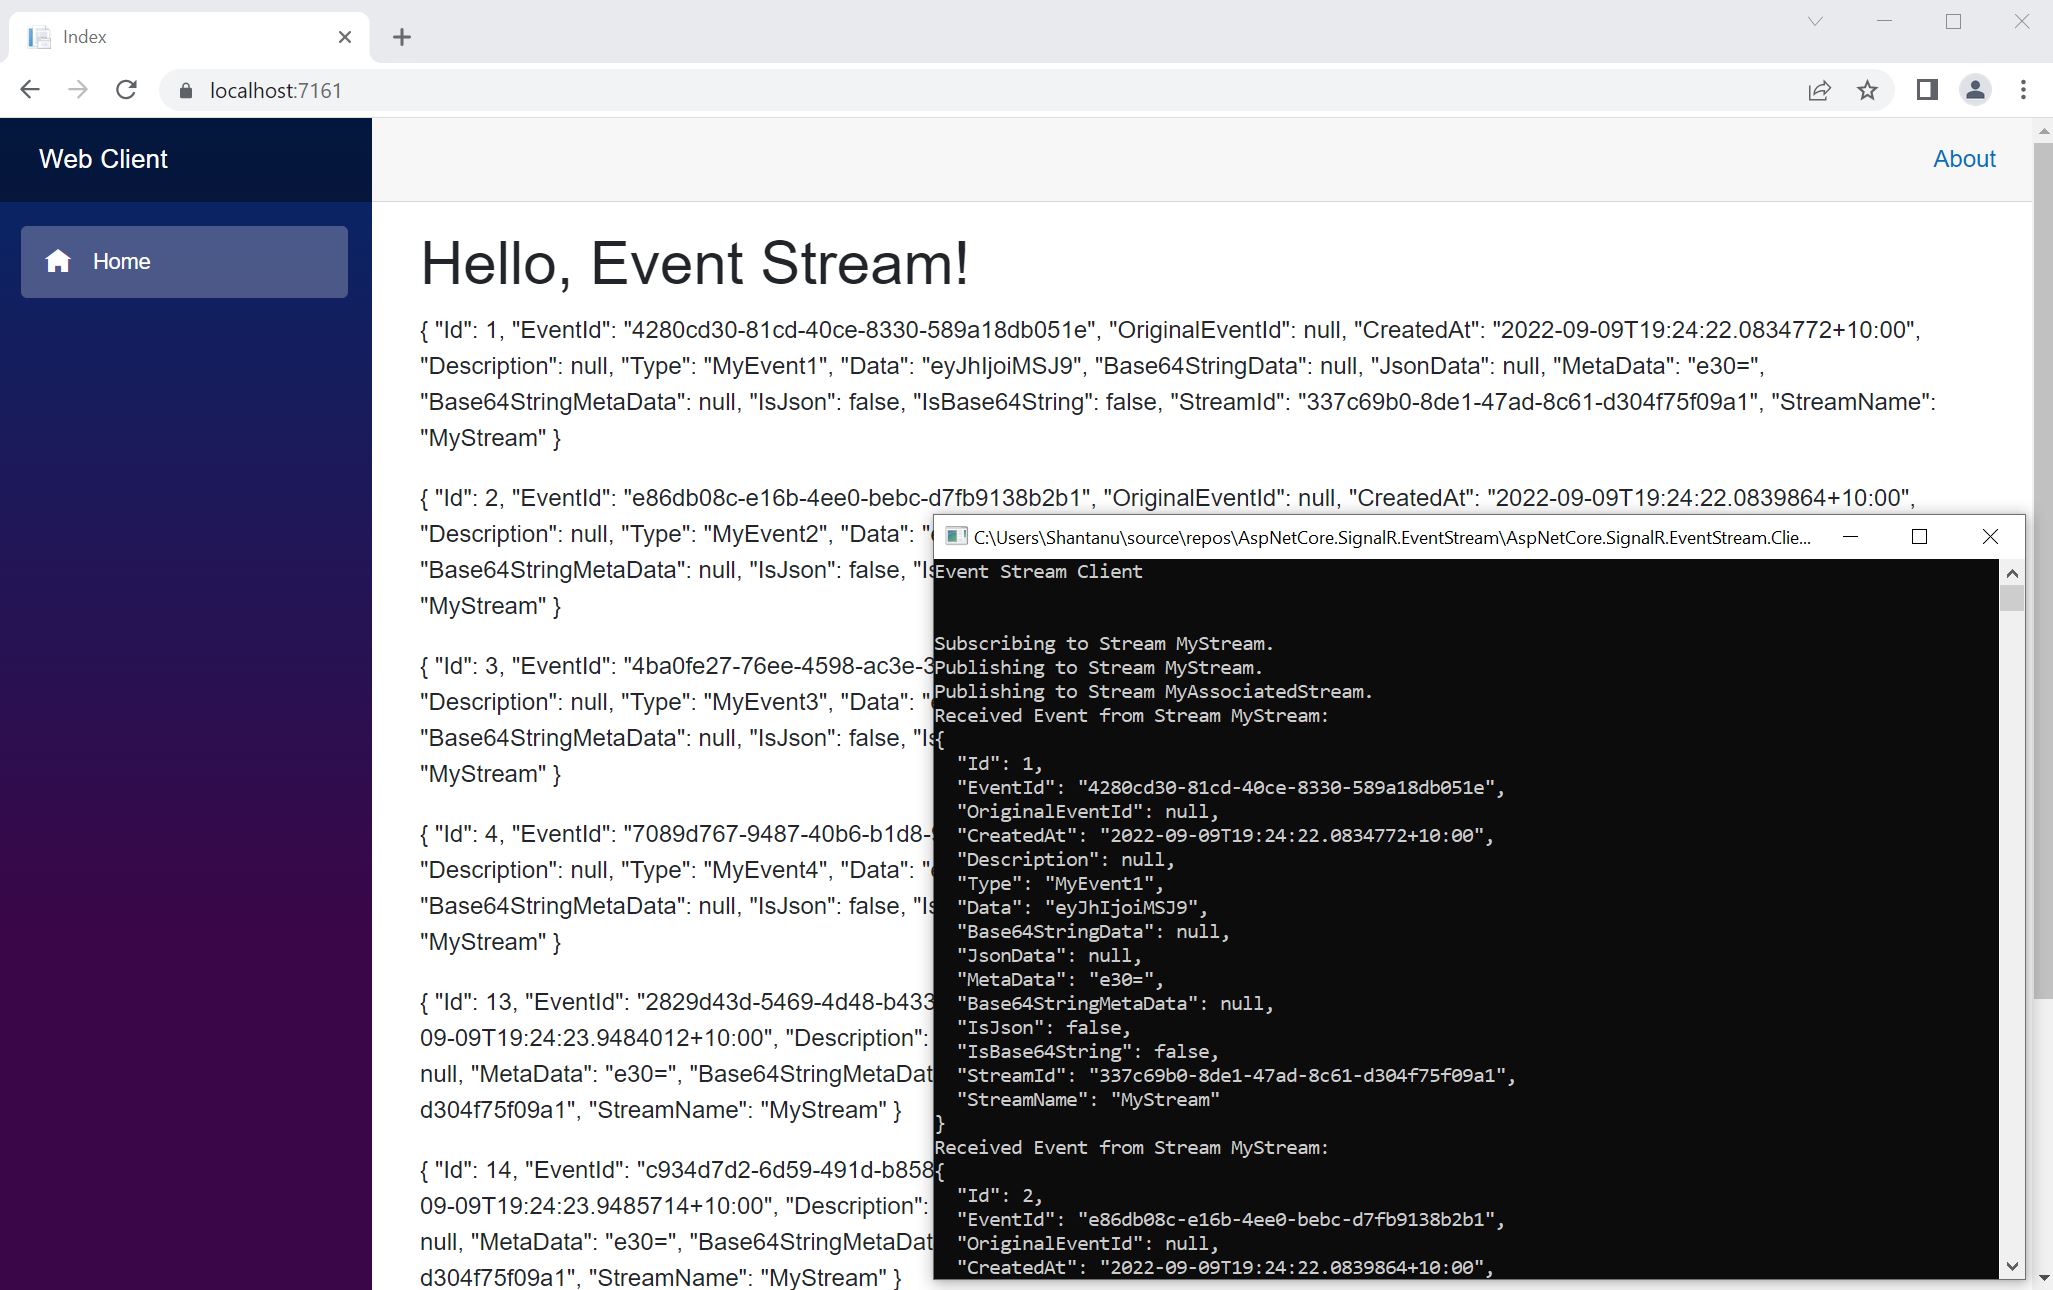 Index
localhost:7161
Web Client
About
Home
Hello, Event Stream!
{ "Id": 1, "EventId": "4280cd30-81cd-40ce-8330-589a18db051e", "OriginalEventId": null, "CreatedAt": "2022-09-09T19:24:22.0834772+10:00",
"Description": null, "Type": "MyEvent1", "Data": "eyJhIjoiMSJ9", "Base64StringData": null, "JsonData": null, "MetaData": "e30=",
"Base64StringMetaData": null, "IsJson": false, "IsBase64String": false, "StreamId": "337c69b0-8de1-47ad-8c61-d304f75f09a1", "StreamName":
"MyStream" }
{ "Id": 2, "EventId": "e86db08c-e16b-4ee0-bebc-d7fb9138b2b1", "OriginalEventId": null, "CreatedAt": "2022-09-09T19:24:22.0839864+10:00",
"Description": null, "Type": "MyEvent2", "Data":
"Base64StringMetaData": null, "IsJson": false,
"MyStream" }
{ "Id": 3, "EventId": "4ba0fe27-76ee-4598-ac3e-
"Description": null, "Type": "MyEvent3", "Data":
"Base64StringMetaData": null, "IsJson": false,
"MyStream" }
{ "Id": 4, "EventId": "7089d767-9487-40b6-b1d8-
"Description": null, "Type": "MyEvent4", "Data":
"Base64StringMetaData": null, "IsJson": false,
"MyStream" }
{ "Id": 13, "EventId": "2829d43d-5469-4d48-b433
09-09T19:24:23.9484012+10:00", "Description":
null, "MetaData": "e30=", "Base64StringMetaDat
d304f75f09a1", "StreamName": "MyStream" }
{ "Id": 14, "EventId": "c934d7d2-6d59-491d-b858
09-09T19:24:23.9485714+10:00", "Description":
null, "MetaData": "e30=", "Base64StringMetaDat
d304f75f09a1", "StreamName": "MyStream" }
C:\Users\Shantanu\source\repos\AspNetCore.SignalR.EventStream\AspNetCore.SignalR.EventStream.Clie...
Event Stream Client
Subscribing to Stream MyStream.
Publishing to Stream MyStream.
Publishing to Stream MyAssociatedStream.
Received Event from Stream MyStream:
{
"Id": 1,
"EventId": "4280cd30-81cd-40ce-8330-589a18db051e",
"OriginalEventId": null,
"CreatedAt": "2022-09-09T19:24:22.0834772+10:00",
"Description": null,
"Type": "MyEvent1",
"Data": "eyJhIjoiMSJ9",
"Base64StringData": null,
"JsonData": null,
"MetaData": "e30=",
"Base64StringMetaData": null,
"IsJson": false,
"IsBase64String": false,
"StreamId": "337c69b0-8de1-47ad-8c61-d304f75f09a1",
"StreamName": "MyStream"
}
Received Event from Stream MyStream:
{
"Id": 2,
"EventId": "e86db08c-e16b-4ee0-bebc-d7fb9138b2b1",
"OriginalEventId": null,
"CreatedAt": "2022-09-09T19:24:22.0839864+10:00",